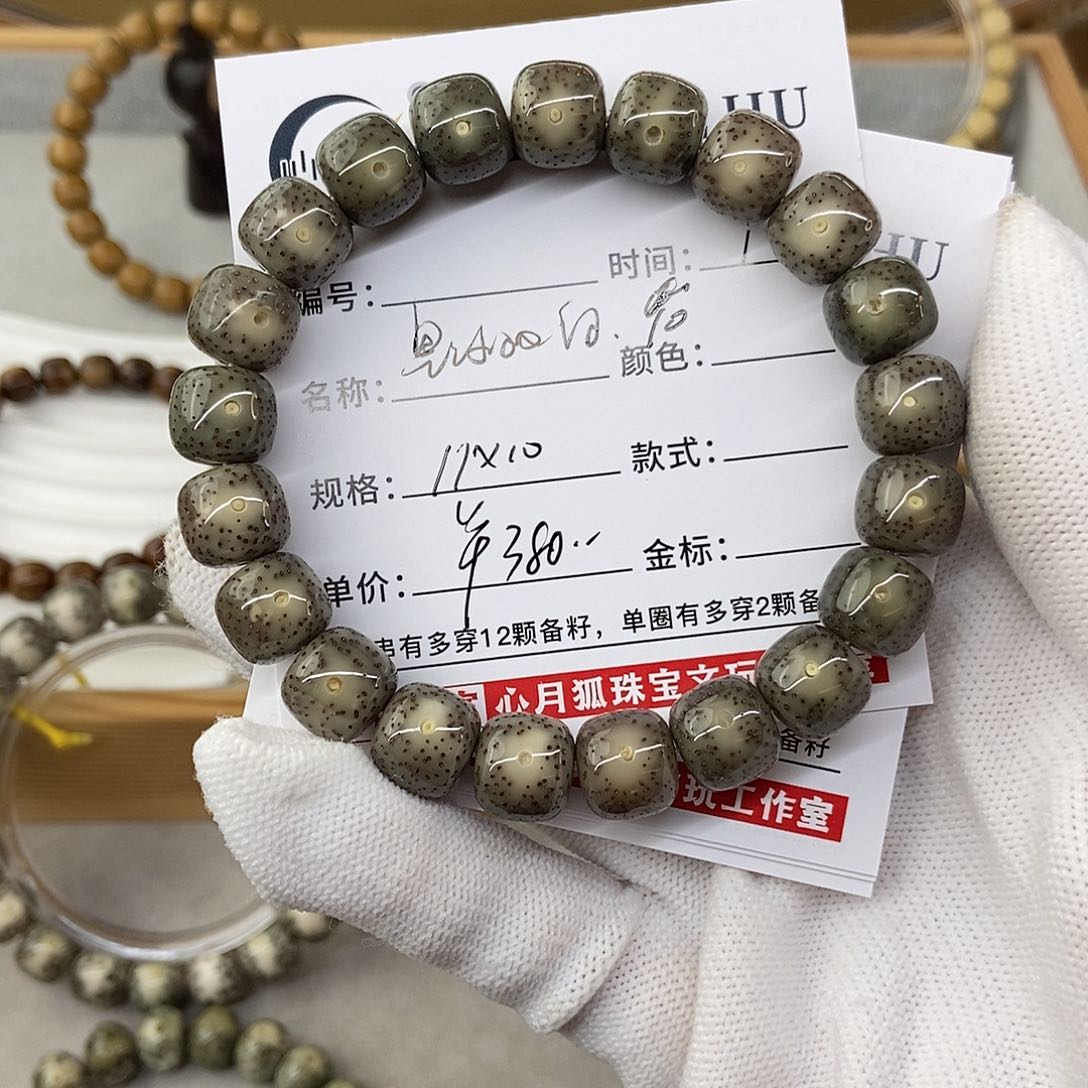 HU
HU
编号： 时间：
名称： 颜色：
规格：11×10 款式：
单价：¥380.-- 金标：
有多穿12颗备籽，单圈有多穿2颗备
心月狐珠宝文玩
备籽
玩工作室